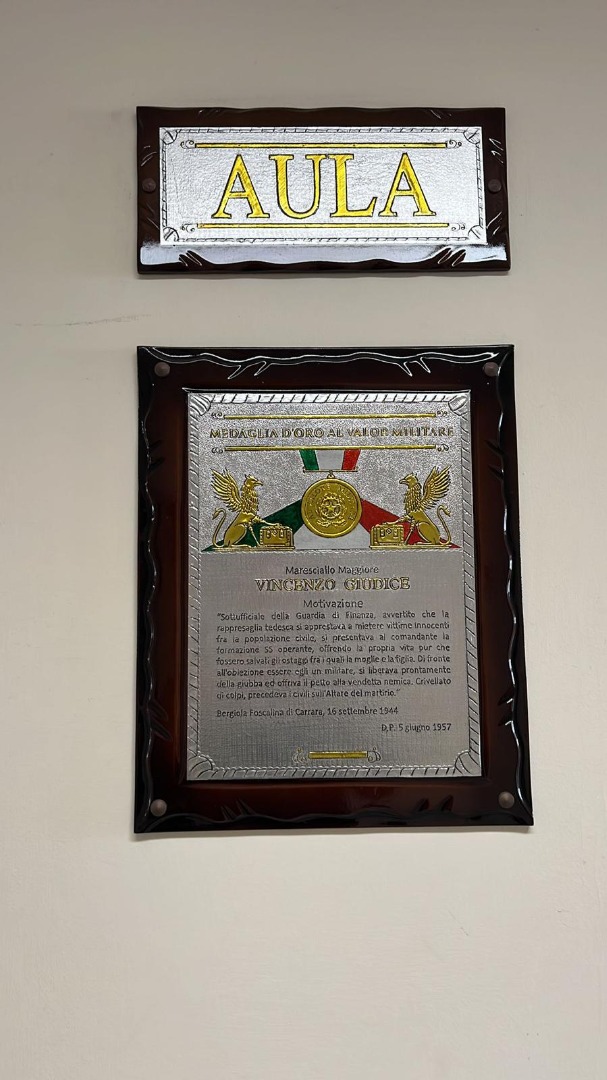 AULA
MEDAGLIA D'ORO AL VALOR MILITARE
Maresciallo Maggiore
VINCENZO GIUDICE
Motivazione
"Sottufficiale della Guardia di Finanza, avvertito che la
rappresaglia tedesca si apprestava a mietere vittime innocenti
fra la popolazione civile, si presentava al comandante la
formazione SS operante, offrendo la propria vita pur che
fossero salvati gli ostaggi fra i quali la moglie e la figlia. Di fronte
all'obiezione essere egli un militare, si liberava prontamente
della giubba ed offriva il petto alla vendetta nemica. Crivellato
di colpi, precedeva i civili sull'Altare del martirio."
Bergiola Foscalina di Carrara, 16 settembre 1944
D.P. 5 giugno 1957